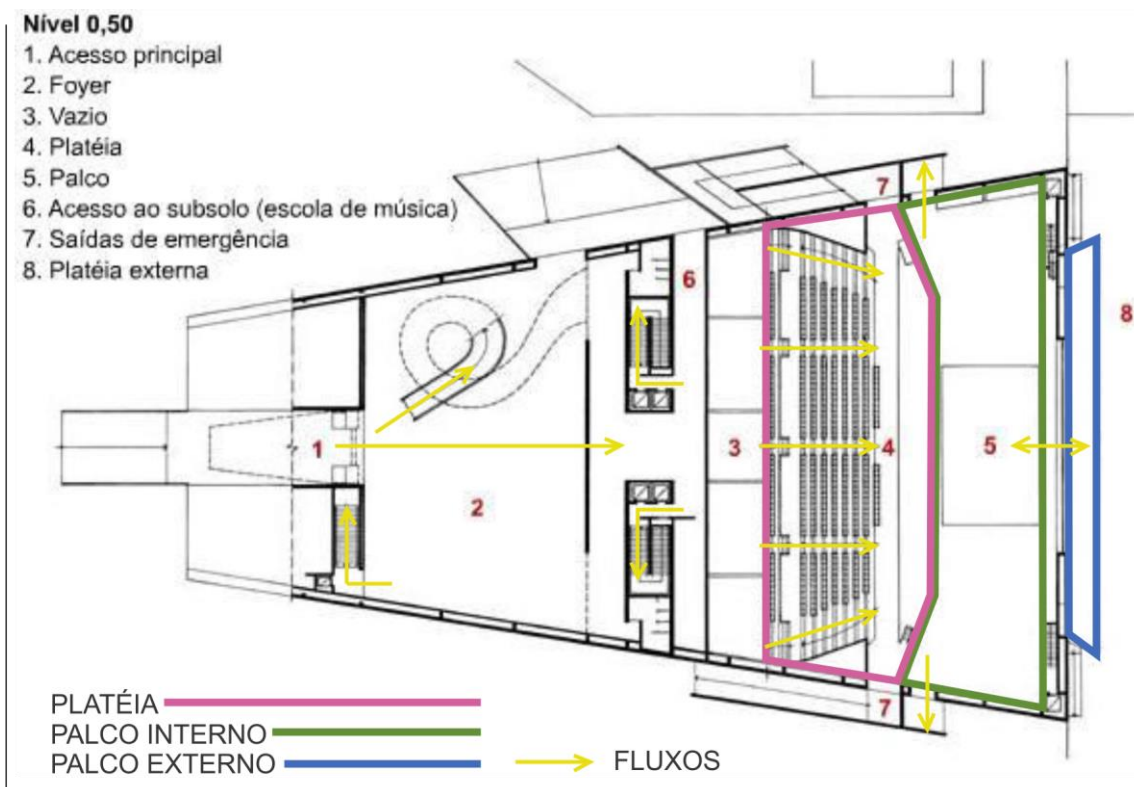 Nível 0,50
1. Acesso principal
2. Foyer
3. Vazio
4. Platéia
5. Palco
6. Acesso ao subsolo (escola de música)
7. Saídas de emergência
8. Platéia externa
7
6
8
1
3
4
5
2
7
PLATÉIA
PALCO INTERNO
PALCO EXTERNO
FLUXOS